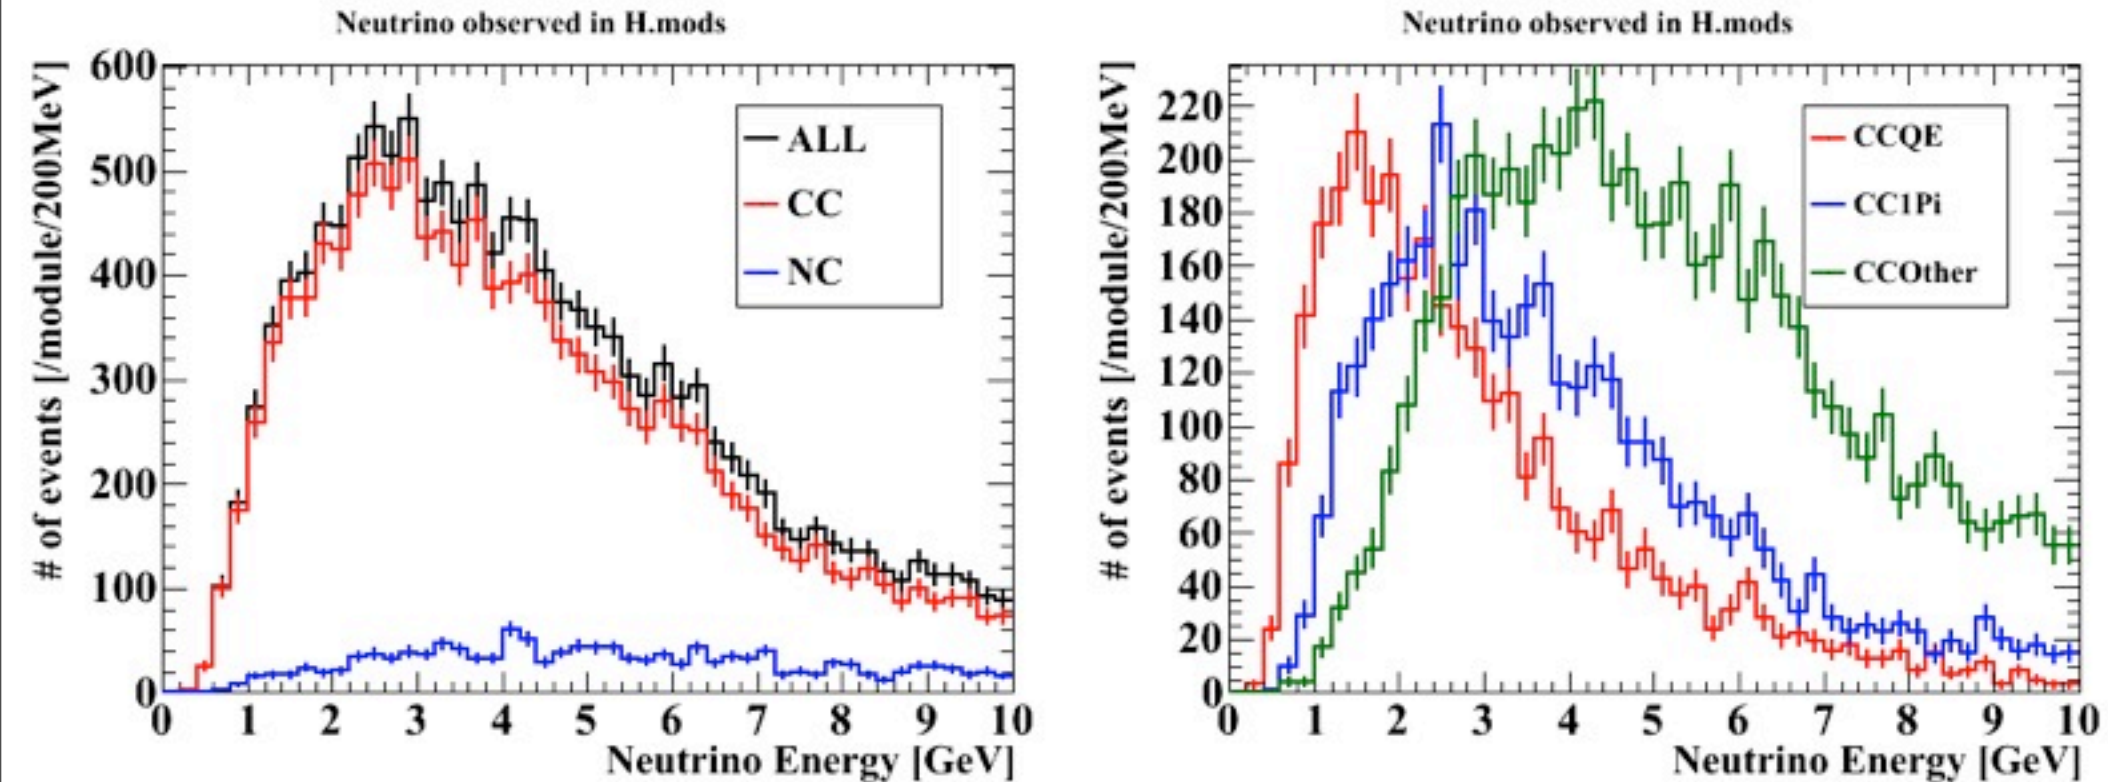 Neutrino observed in H.mods
# of events [/module/200MeV]
600
500
400
300
200
100
0
ALL
CC
NC
0 1 2 3 4 5 6 7 8 9 10
Neutrino Energy [GeV]
Neutrino observed in H.mods
# of events [/module/200MeV]
220
200
180
160
140
120
100
80
60
40
20
0
CCQE
CC1Pi
CCOther
0 1 2 3 4 5 6 7 8 9 10
Neutrino Energy [GeV]